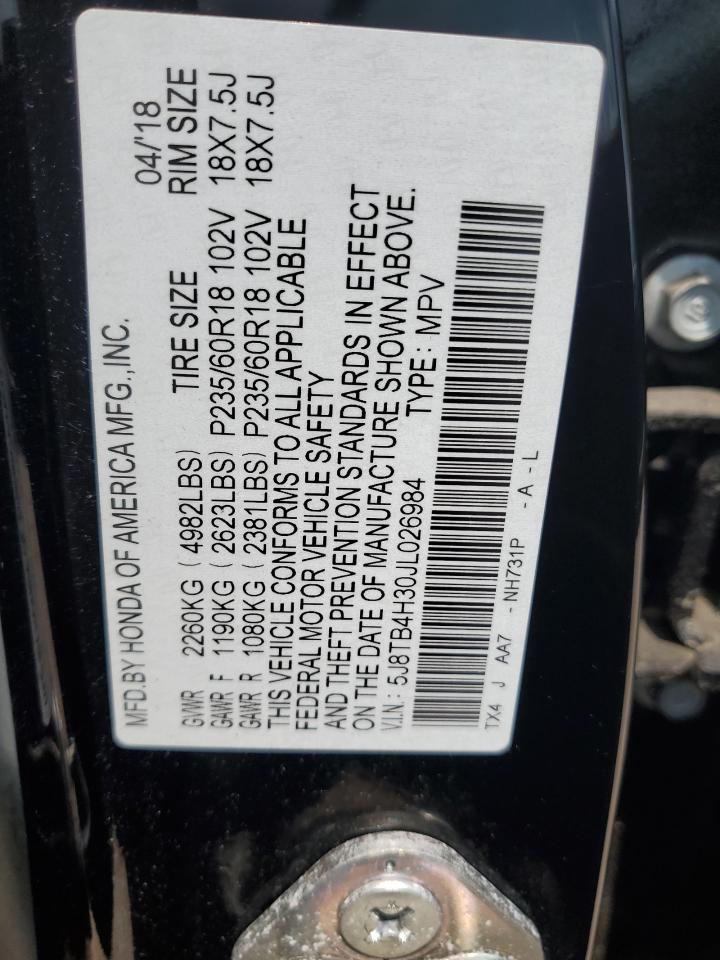 MFD.BY HONDA OF AMERICA MFG.,INC. 04/'18
TIRE SIZE RIM SIZE
GVWR 2260KG (4982LBS)
GAWR F 1190KG (2623LBS) P235/60R18 102V 18X7.5J
GAWR R 1080KG (2381LBS) P235/60R18 102V 18X7.5J
THIS VEHICLE CONFORMS TO ALL APPLICABLE
FEDERAL MOTOR VEHICLE SAFETY
AND THEFT PREVENTION STANDARDS IN EFFECT
ON THE DATE OF MANUFACTURE SHOWN ABOVE.
V.I.N.: 5J8TB4H30JL026984 TYPE: MPV
TX4 J AA7 - NH731P - A - L